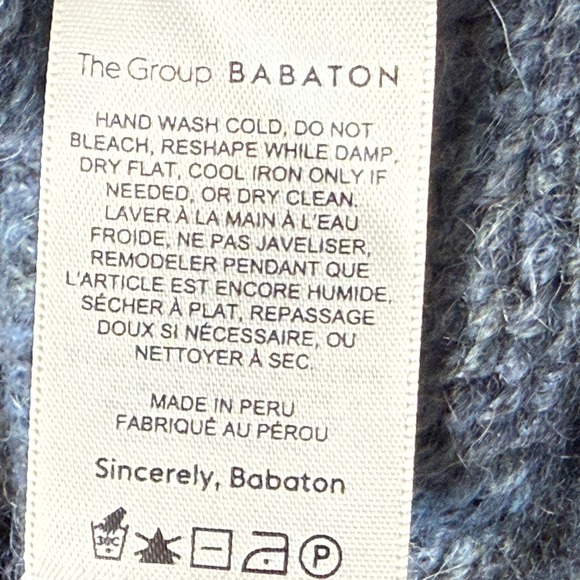 The Group BABATON
HAND WASH COLD, DO NOT
BLEACH, RESHAPE WHILE DAMP,
DRY FLAT, COOL IRON ONLY IF
NEEDED, OR DRY CLEAN.
LAVER À LA MAIN À L'EAU
FROIDE, NE PAS JAVELISER,
REMODELER PENDANT QUE
L'ARTICLE EST ENCORE HUMIDE,
SÉCHER À PLAT, REPASSAGE
DOUX SI NÉCESSAIRE, OU
NETTOYER À SEC.
MADE IN PERU
FABRIQUÉ AU PÉROU
Sincerely, Babaton
30C P